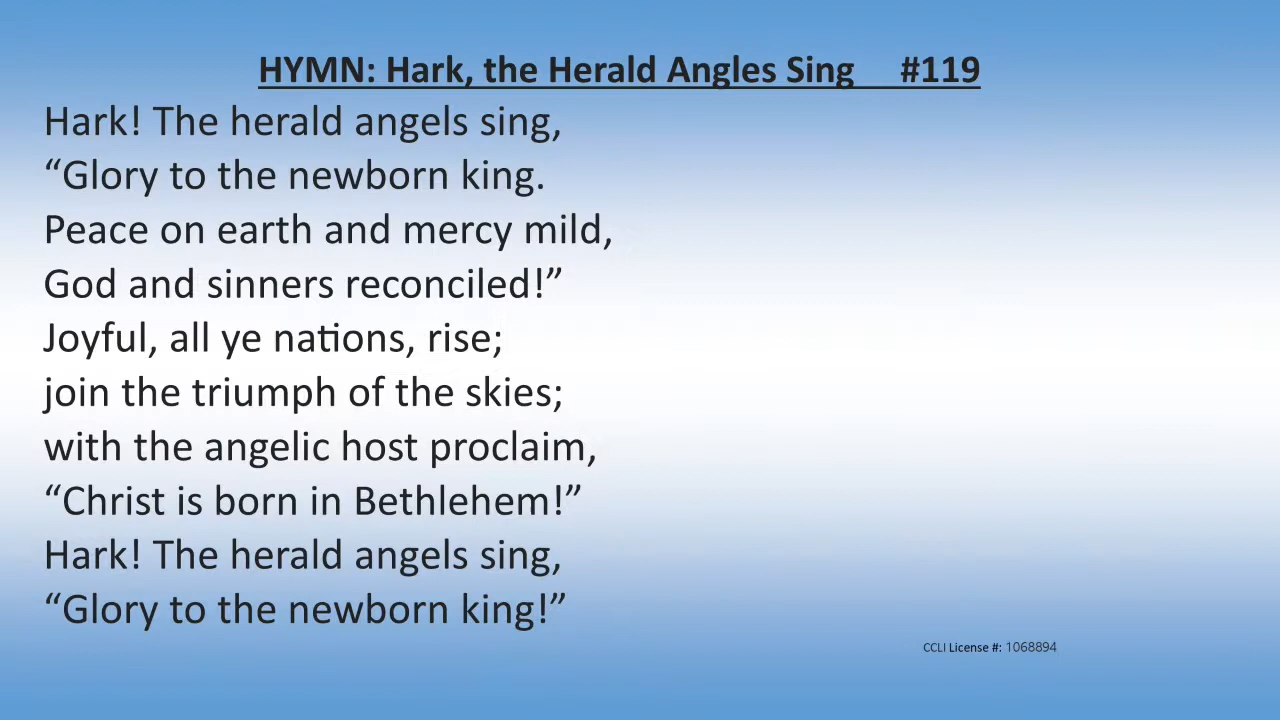 HYMN: Hark, the Herald Angles Sing #119
Hark! The herald angels sing,
“Glory to the newborn king.
Peace on earth and mercy mild,
God and sinners reconciled!”
Joyful, all ye nations, rise;
join the triumph of the skies;
with the angelic host proclaim,
“Christ is born in Bethlehem!”
Hark! The herald angels sing,
“Glory to the newborn king!”
CCLI License #: 1068894